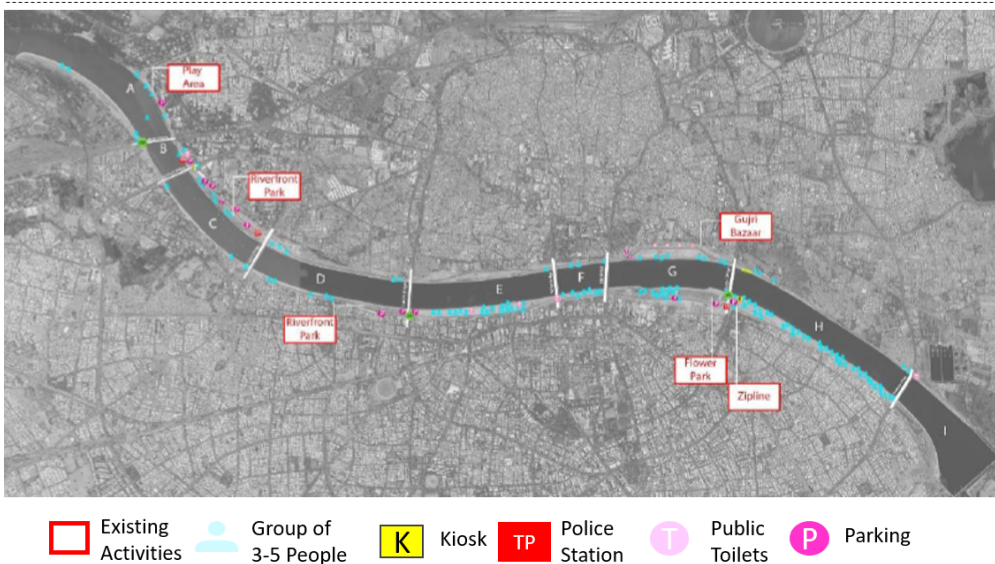 Play
Area
A
B
Riverfront
Park
C
D
Riverfront
Park
E
F
G
Gujri
Bazaar
H
Flower
Park
Zipline
I
Existing
Activities
Group of
3-5 People
K
Kiosk
TP
Police
Station
T
Public
Toilets
P
Parking